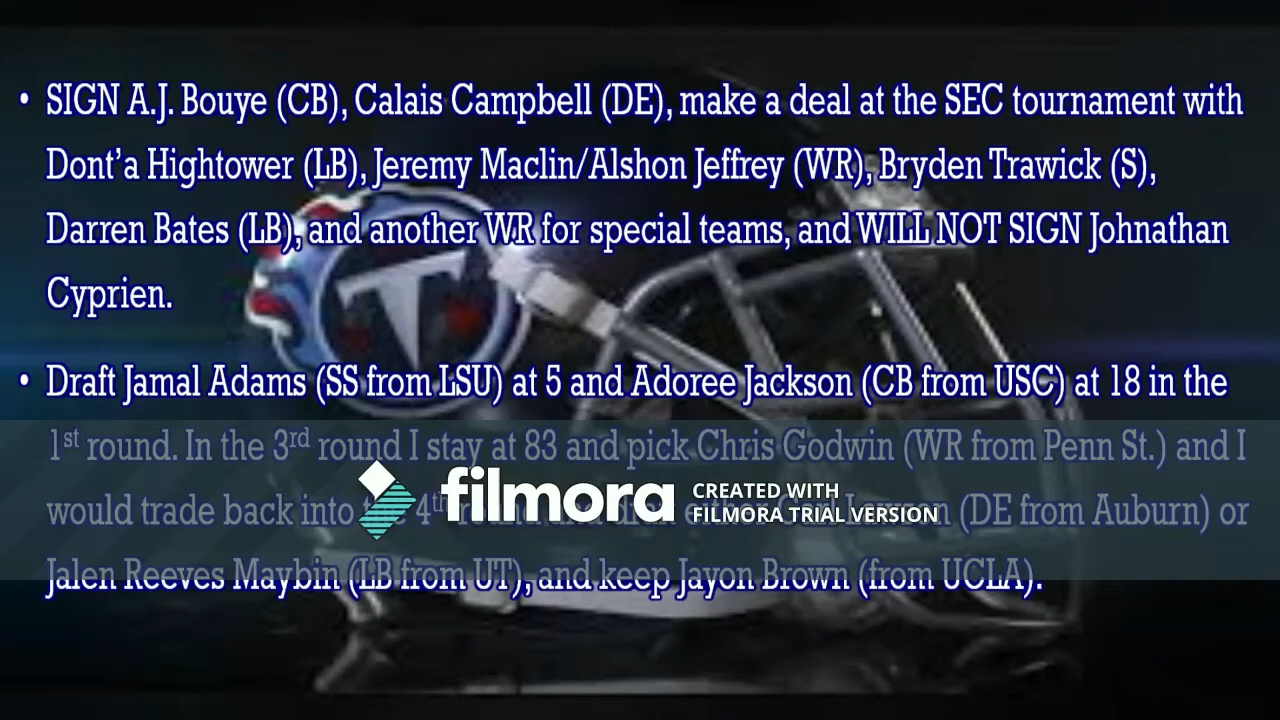 • SIGN A.J. Bouye (CB), Calais Campbell (DE), make a deal at the SEC tournament with
Dont’a Hightower (LB), Jeremy Maclin/Alshon Jeffrey (WR), Bryden Trawick (S),
Darren Bates (LB), and another WR for special teams, and WILL NOT SIGN Johnathan
Cyprien.
• Draft Jamal Adams (SS from LSU) at 5 and Adoree Jackson (CB from USC) at 18 in the
1st round. In the 3rd round I stay at 83 and pick Chris Godwin (WR from Penn St.) and I
would trade back into the 4th (DE from Auburn) or
filmora CREATED WITH
FILMORA TRIAL VERSION
Jalen Reeves Maybin (LB from UT), and keep Jayon Brown (from UCLA).
T